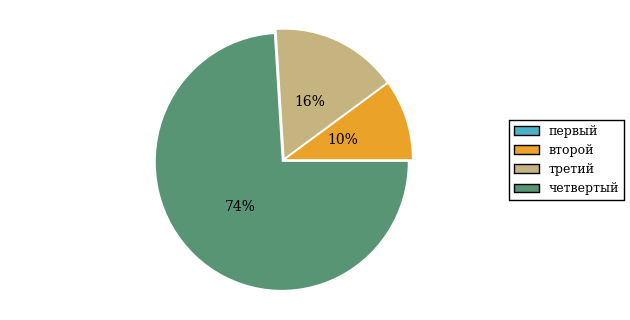 16%
10%
74%
первый
второй
третий
четвертый